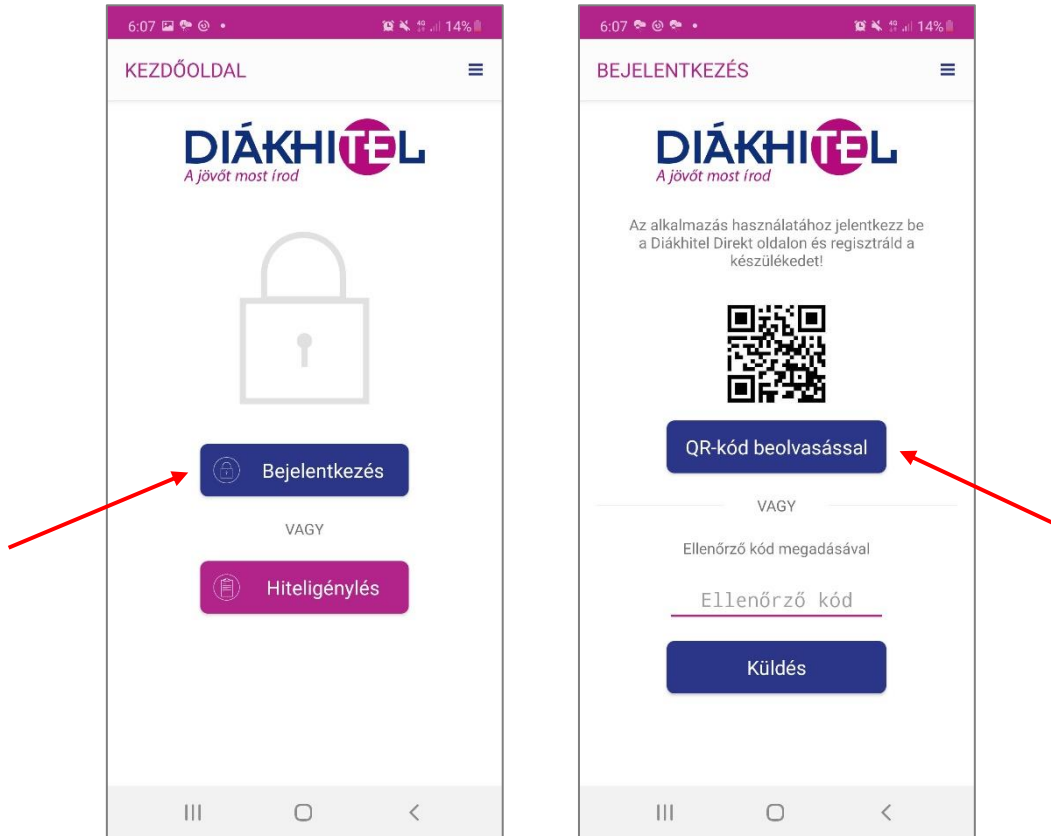 6:07
14%
KEZDŐOLDAL
DIÁKHITEL
A jövőt most írod
Bejelentkezés
VAGY
Hiteligénylés
6:07
14%
BEJELENTKEZÉS
DIÁKHITEL
A jövőt most írod
Az alkalmazás használatához jelentkezz be
a Diákhitel Direkt oldalon és regisztráld a
készülékedet!
QR-kód beolvasással
VAGY
Ellenőrző kód megadásával
Ellenőrző kód
Küldés